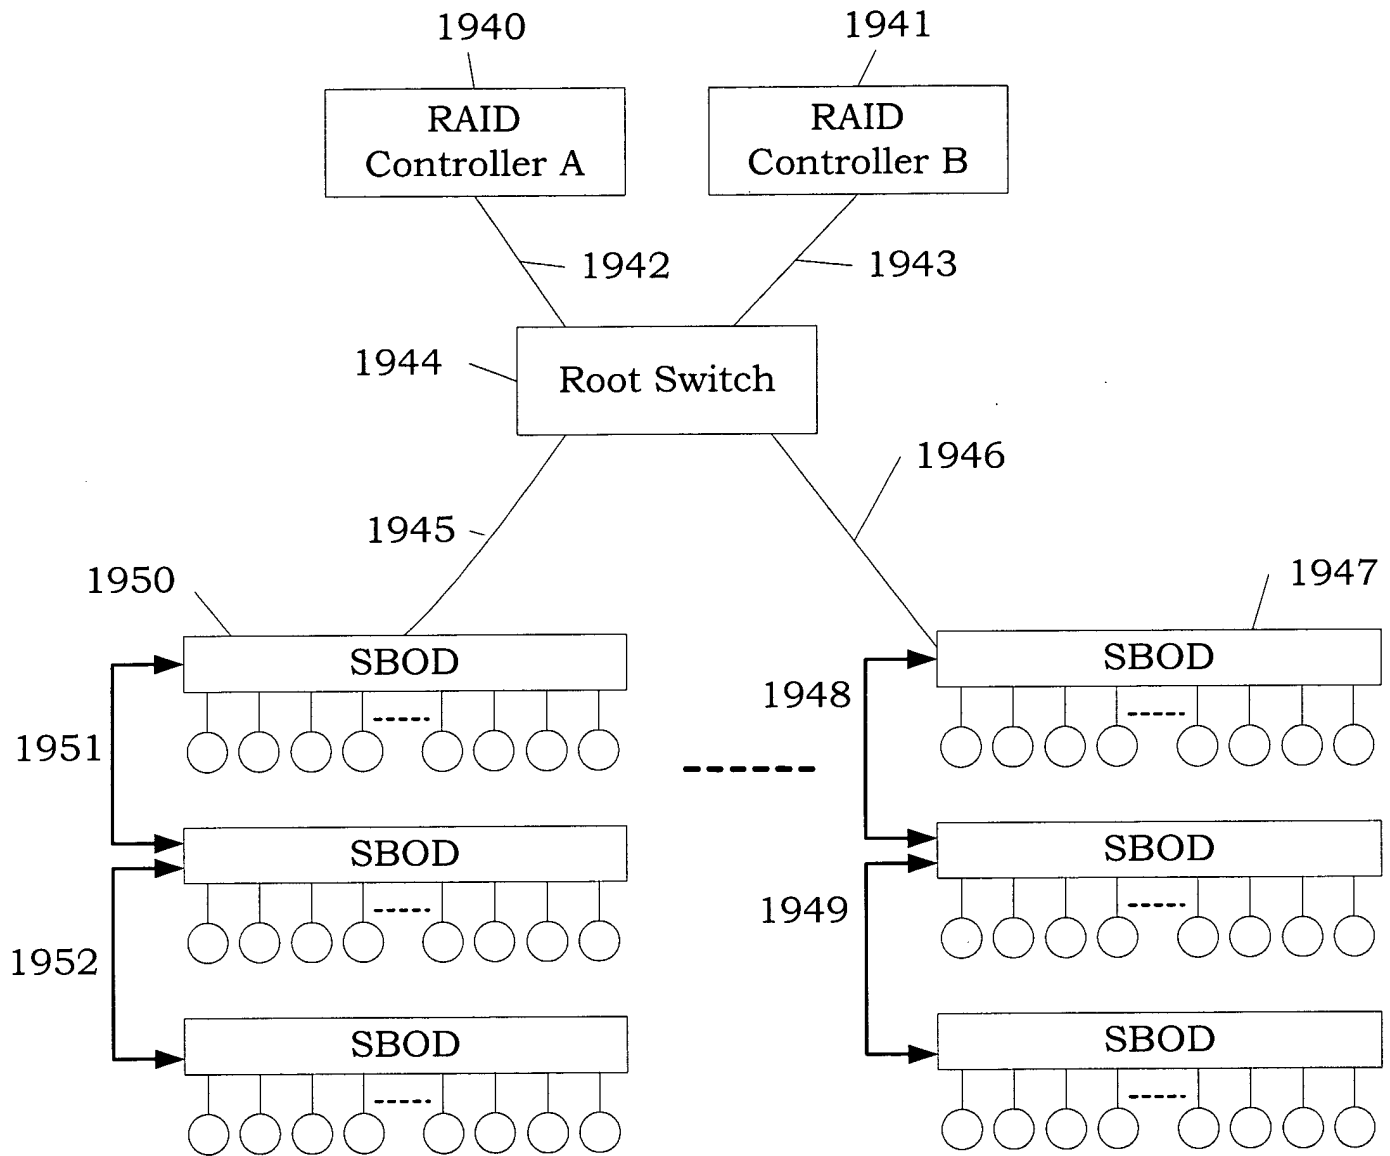 1940
1941
RAID
Controller A
RAID
Controller B
1942
1943
1944
Root Switch
1946
1945
1950
1947
SBOD
SBOD
1948
1951
SBOD
SBOD
1949
1952
SBOD
SBOD